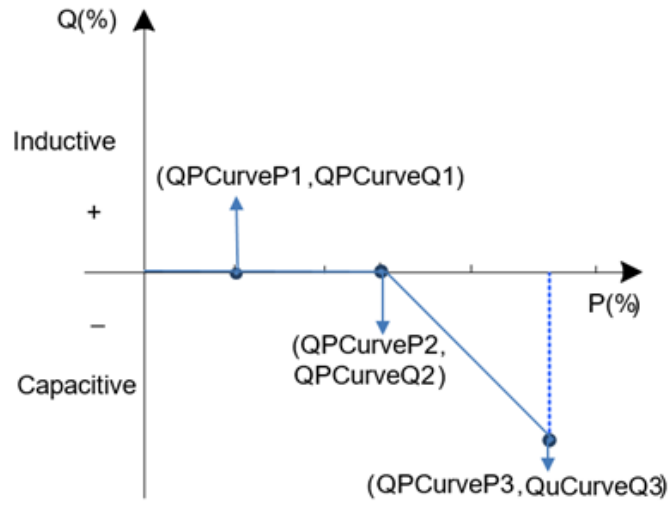 Q(%)
Inductive
(QPCurveP1,QPCurveQ1)
+
P(%)
–
(QPCurveP2,
QPCurveQ2)
Capacitive
(QPCurveP3,QuCurveQ3)